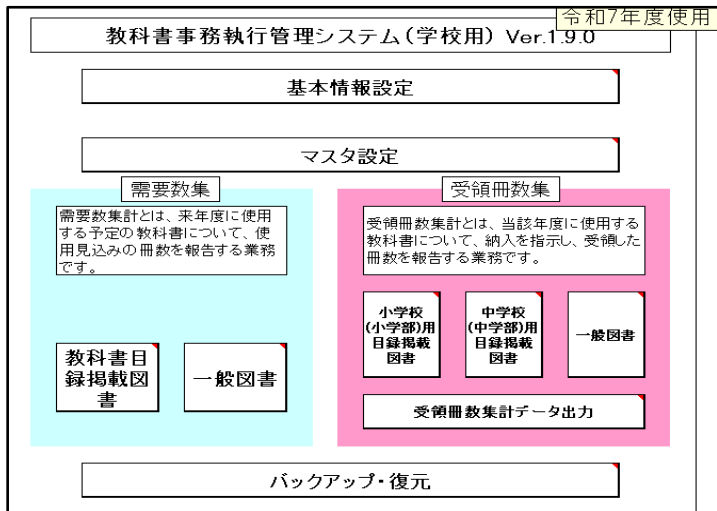 令和7年度使用
教科書事務執行管理システム(学校用) Ver.1.9.0
基本情報設定
マスタ設定
需要数集
需要数集計とは、来年度に使用
する予定の教科書について、使
用見込みの冊数を報告する業務
です。
教科書目
録掲載図
書
一般図書
受領冊数集
受領冊数集計とは、当該年度に使用する
教科書について、納入を指示し、受領した
冊数を報告する業務です。
小学校
(小学部)用
目録掲載
図書
中学校
(中学部)用
目録掲載
図書
一般図書
受領冊数集計データ出力
バックアップ・復元